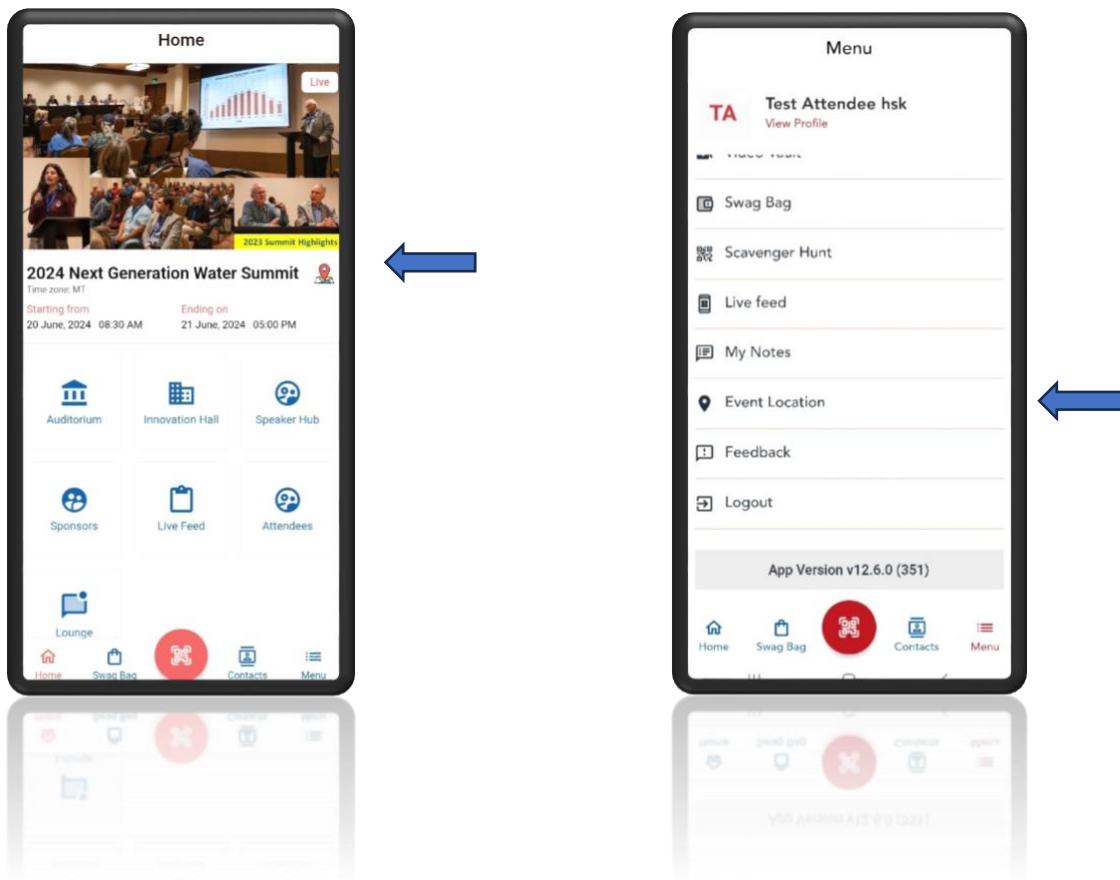 Home
Live
2023 Summit Highlights
2024 Next Generation Water Summit
Time zone: MT
Starting from Ending on
20 June, 2024 08:30 AM 21 June, 2024 05:00 PM
Auditorium Innovation Hall Speaker Hub
Sponsors Live Feed Attendees
Lounge
Home Swag Bag Contacts Menu
Menu
TA
Test Attendee hsk
View Profile
Video Vault
Swag Bag
Scavenger Hunt
Live feed
My Notes
Event Location
Feedback
Logout
App Version v12.6.0 (351)
Home Swag Bag Contacts Menu